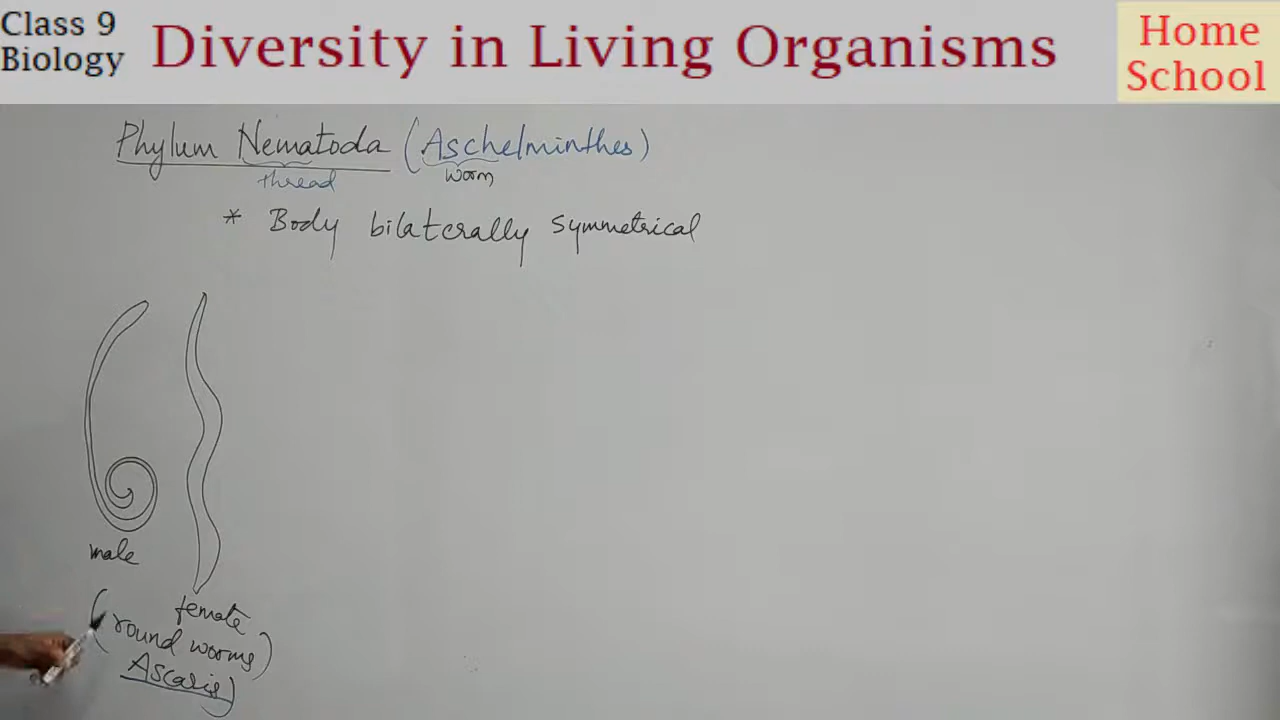 Class 9
Biology
Diversity in Living Organisms
Home
School
Phylum Nematoda (Aschelminthes)
thread worm
* Body bilaterally symmetrical
male
female
(round worms)
Ascaris)